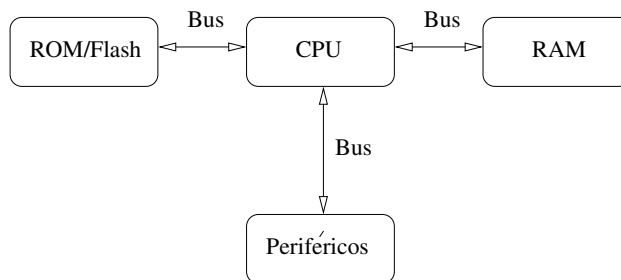 Bus
Bus
ROM/Flash
CPU
RAM
Bus
Periféricos